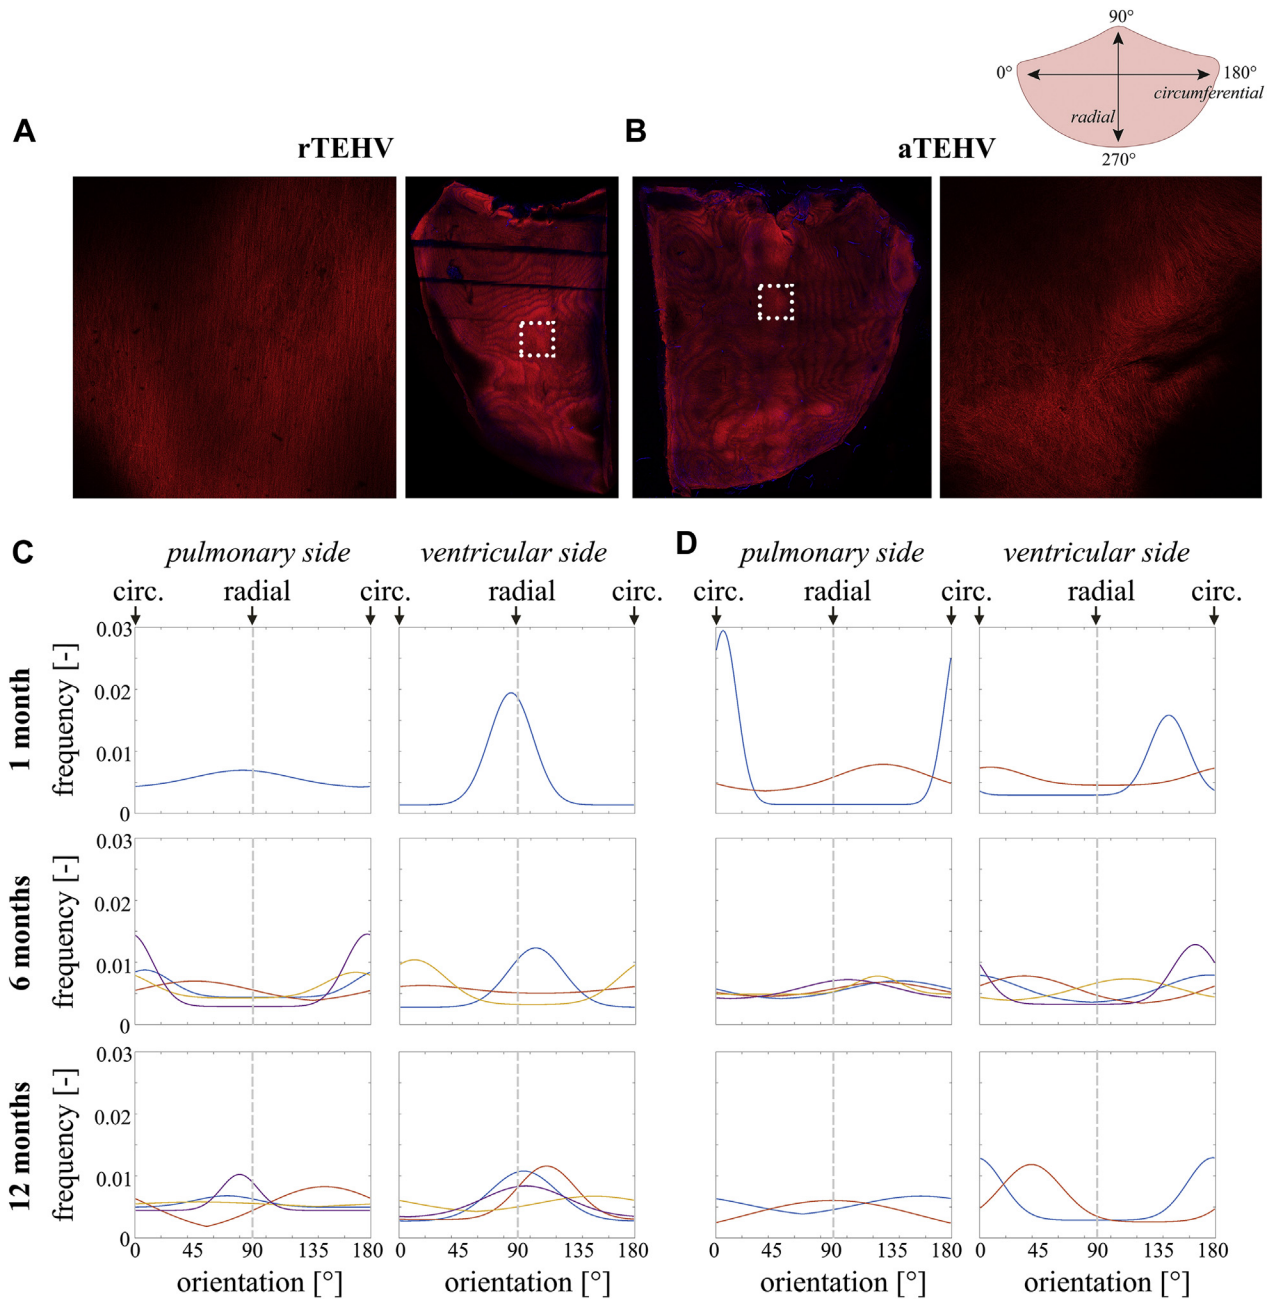 90°
0°
180°
circumferential
radial
270°
A
rTEHV
B
aTEHV
C
pulmonary side
ventricular side
D
pulmonary side
ventricular side
circ. radial circ. radial circ.
circ. radial circ. radial circ.
1 month
frequency [-]
0.03
0.02
0.01
0
6 months
frequency [-]
0.03
0.02
0.01
0
12 months
frequency [-]
0.03
0.02
0.01
0
0 45 90 135 180
0 45 90 135 180
0 45 90 135 180
0 45 90 135 180
orientation [°]
orientation [°]
orientation [°]
orientation [°]